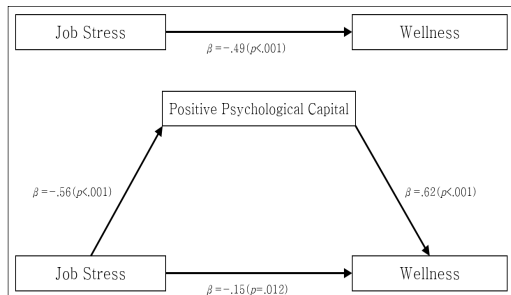 Job Stress
Wellness
β=-.49(p<.001)
Positive Psychological Capital
β=-.56(p<.001)
β=.62(p<.001)
Job Stress
Wellness
β=-.15(p=.012)